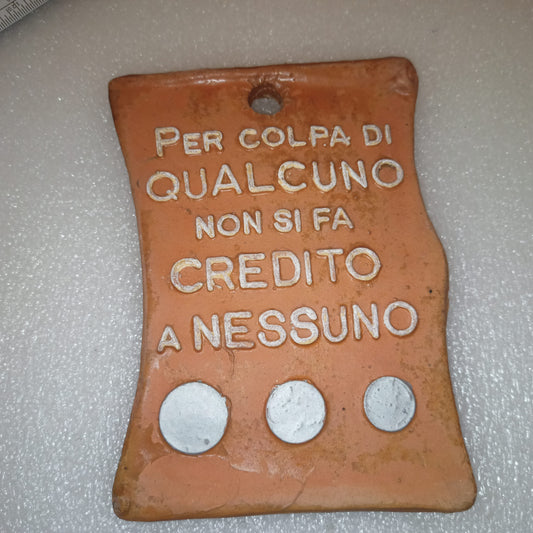 PER COLPA DI
QUALCUNO
NON SI FA
CREDITO
A NESSUNO